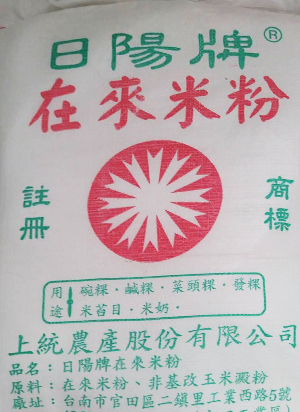 日陽牌®
在來米粉
註冊
商標
用途
碗粿·鹹粿·菜頭粿·發粿
米苔目·米奶·
上統農產股份有限公司
品名：日陽牌在來米粉
原料：在來米粉、非基改玉米澱粉
廠址：台南市官田區二鎮里工業西路5號